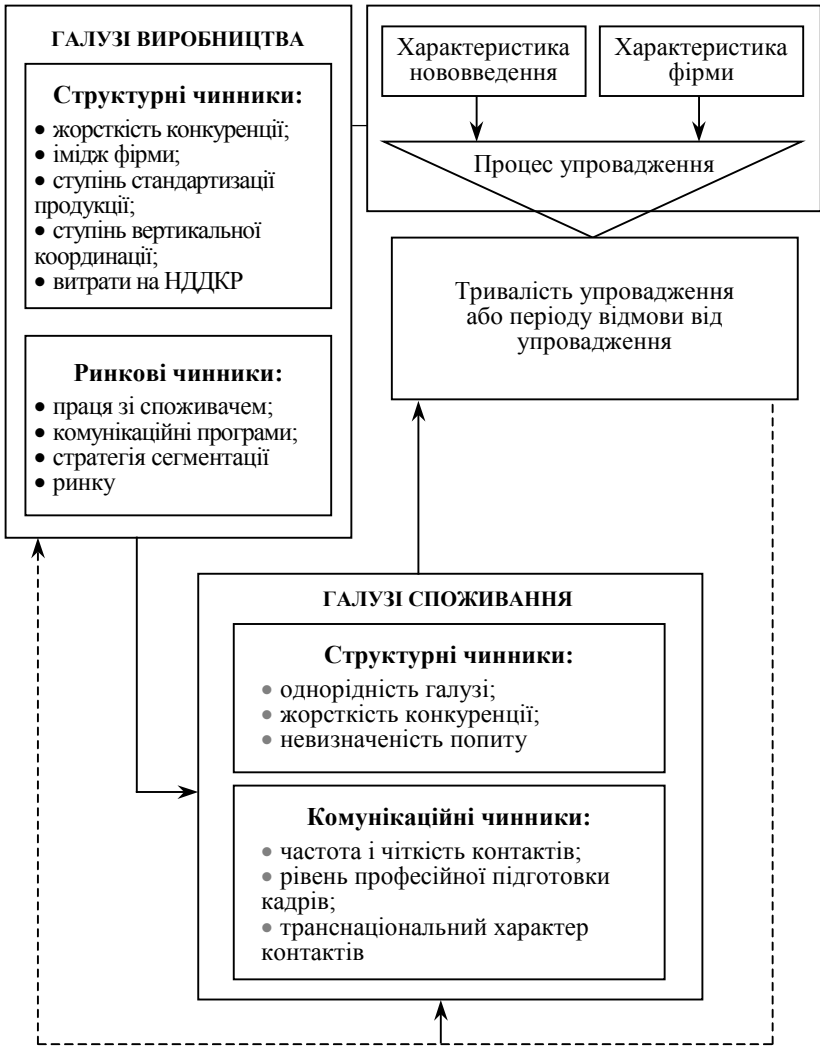 ГАЛУЗІ ВИРОБНИЦТВА
Структурні чинники:
• жорсткість конкуренції;
• імідж фірми;
• ступінь стандартизації
продукції;
• ступінь вертикальної
координації;
• витрати на НДДКР
Ринкові чинники:
• праця зі споживачем;
• комунікаційні програми;
• стратегія сегментації
• ринку
Характеристика
нововведення
Характеристика
фірми
Процес упровадження
Тривалість упровадження
або періоду відмови від
упровадження
ГАЛУЗІ СПОЖИВАННЯ
Структурні чинники:
• однорідність галузі;
• жорсткість конкуренції;
• невизначеність попиту
Комунікаційні чинники:
• частота і чіткість контактів;
• рівень професійної підготовки
кадрів;
• транснаціональний характер
контактів